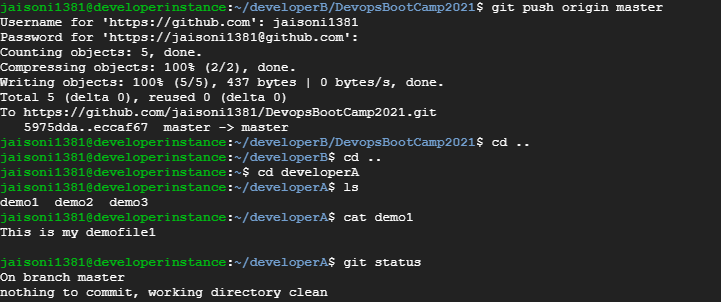 jaisoni1381@developerinstance:~/developerB/DevopsBootCamp2021$ git push origin master
Username for 'https://github.com': jaisoni1381
Password for 'https://jaisoni1381@github.com':
Counting objects: 5, done.
Compressing objects: 100% (2/2), done.
Writing objects: 100% (5/5), 437 bytes | 0 bytes/s, done.
Total 5 (delta 0), reused 0 (delta 0)
To https://github.com/jaisoni1381/DevopsBootCamp2021.git
   5975dda..eccaf67  master -> master
jaisoni1381@developerinstance:~/developerB/DevopsBootCamp2021$ cd ..
jaisoni1381@developerinstance:~/developerB$ cd ..
jaisoni1381@developerinstance:~$ cd developerA
jaisoni1381@developerinstance:~/developerA$ ls
demo1  demo2  demo3
jaisoni1381@developerinstance:~/developerA$ cat demo1
This is my demofile1
jaisoni1381@developerinstance:~/developerA$ git status
On branch master
nothing to commit, working directory clean